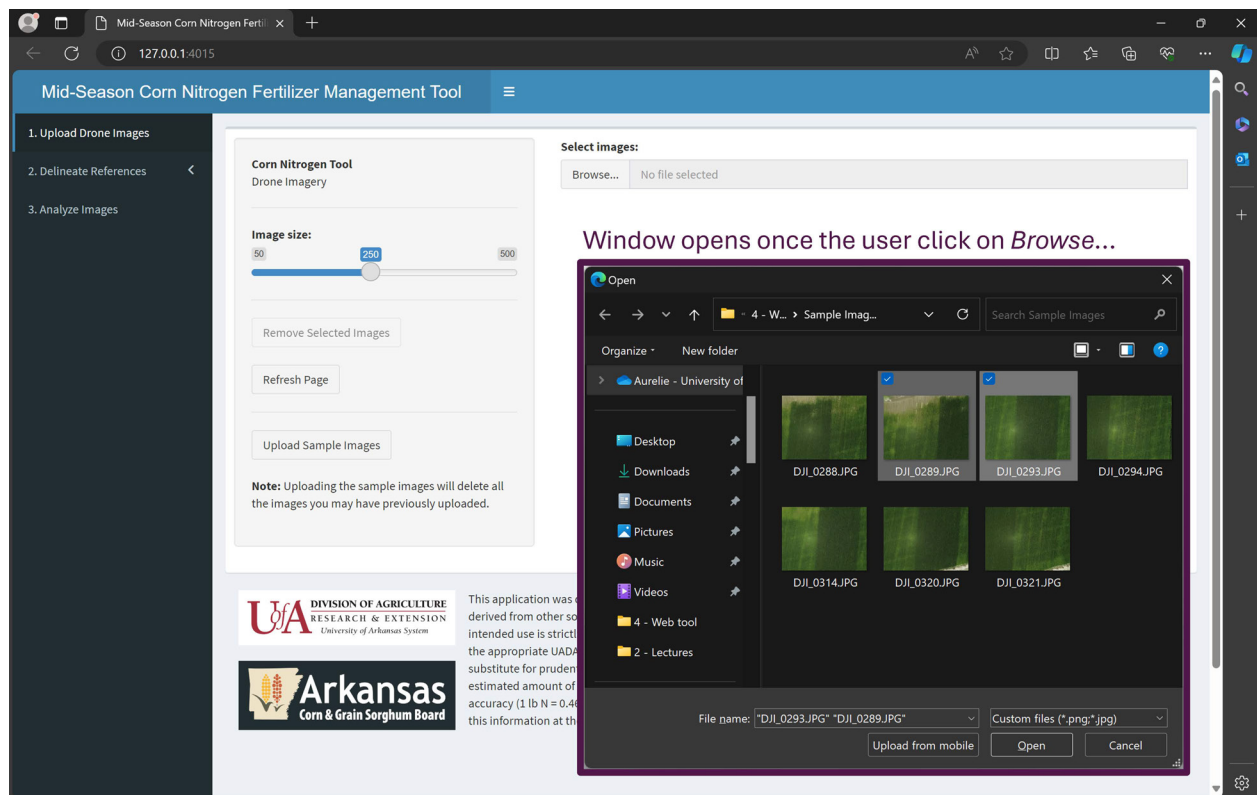 Mid-Season Corn Nitrogen Fertili
127.0.0.1:4015
Mid-Season Corn Nitrogen Fertilizer Management Tool
1. Upload Drone Images
2. Delineate References
3. Analyze Images
Corn Nitrogen Tool
Drone Imagery
Image size:
50
250
500
Remove Selected Images
Refresh Page
Upload Sample Images
Note: Uploading the sample images will delete all
the images you may have previously uploaded.
Select images:
Browse... No file selected
Window opens once the user click on Browse...
Open
4 - W... > Sample Imag...
Search Sample Images
Organize
New folder
Aurelie - University of
Desktop
Downloads
Documents
Pictures
Music
Videos
4 - Web tool
2 - Lectures
DJI_0288.JPG
DJI_0289.JPG
DJI_0293.JPG
DJI_0294.JPG
DJI_0314.JPG
DJI_0320.JPG
DJI_0321.JPG
File name: "DJI_0293.JPG" "DJI_0289.JPG"
Custom files (*.png;*.jpg)
Upload from mobile
Open
Cancel
UofA
DIVISION OF AGRICULTURE
RESEARCH & EXTENSION
University of Arkansas System
Arkansas
Corn & Grain Sorghum Board
This application was
derived from other so
intended use is strictl
the appropriate UADA
substitute for pruden
estimated amount of
accuracy (1 lb N = 0.46
this information at th